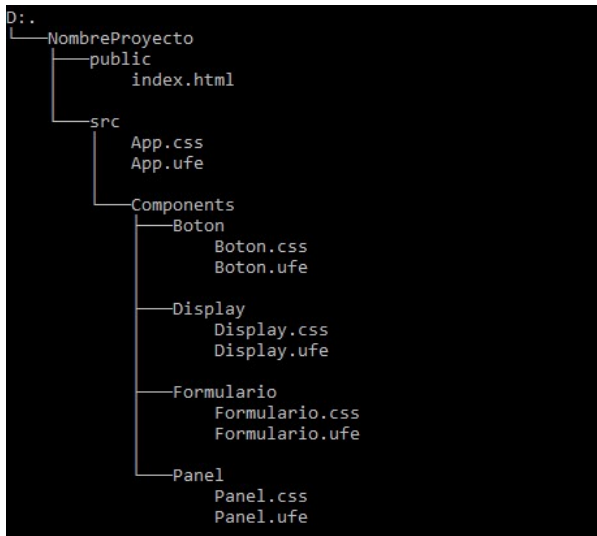 D:.
NombreProyecto
public
index.html
src
App.css
App.ufe
Components
Boton
Boton.css
Boton.ufe
Display
Display.css
Display.ufe
Formulario
Formulario.css
Formulario.ufe
Panel
Panel.css
Panel.ufe